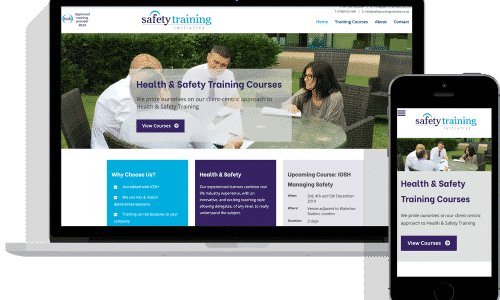 iosh
Approved
training
provider
safetytraining
INITIATIVE
Home Training Courses About Contact
Health & Safety Training Courses
We pride ourselves on our client-centric approach to
Health & Safety Training
View Courses
Why Choose Us?
Accredited with IOSH
We can mix & match
dates/times/sessions
Training can be bespoke to your
company
Health & Safety
Our experienced trainers combine real
life industry experience, with an
innovative, and exciting teaching style
allowing delegates of any level, to really
understand the subject.
Upcoming Course: IOSH
Managing Safety
When: 3rd, 4th and 5th December
2019
Where: Venue adjacent to Waterloo
Station, London
Duration: 3 days
safetytraining
INITIATIVE
Health & Safety
Training Courses
We pride ourselves on our client-centric
approach to Health & Safety Training
View Courses